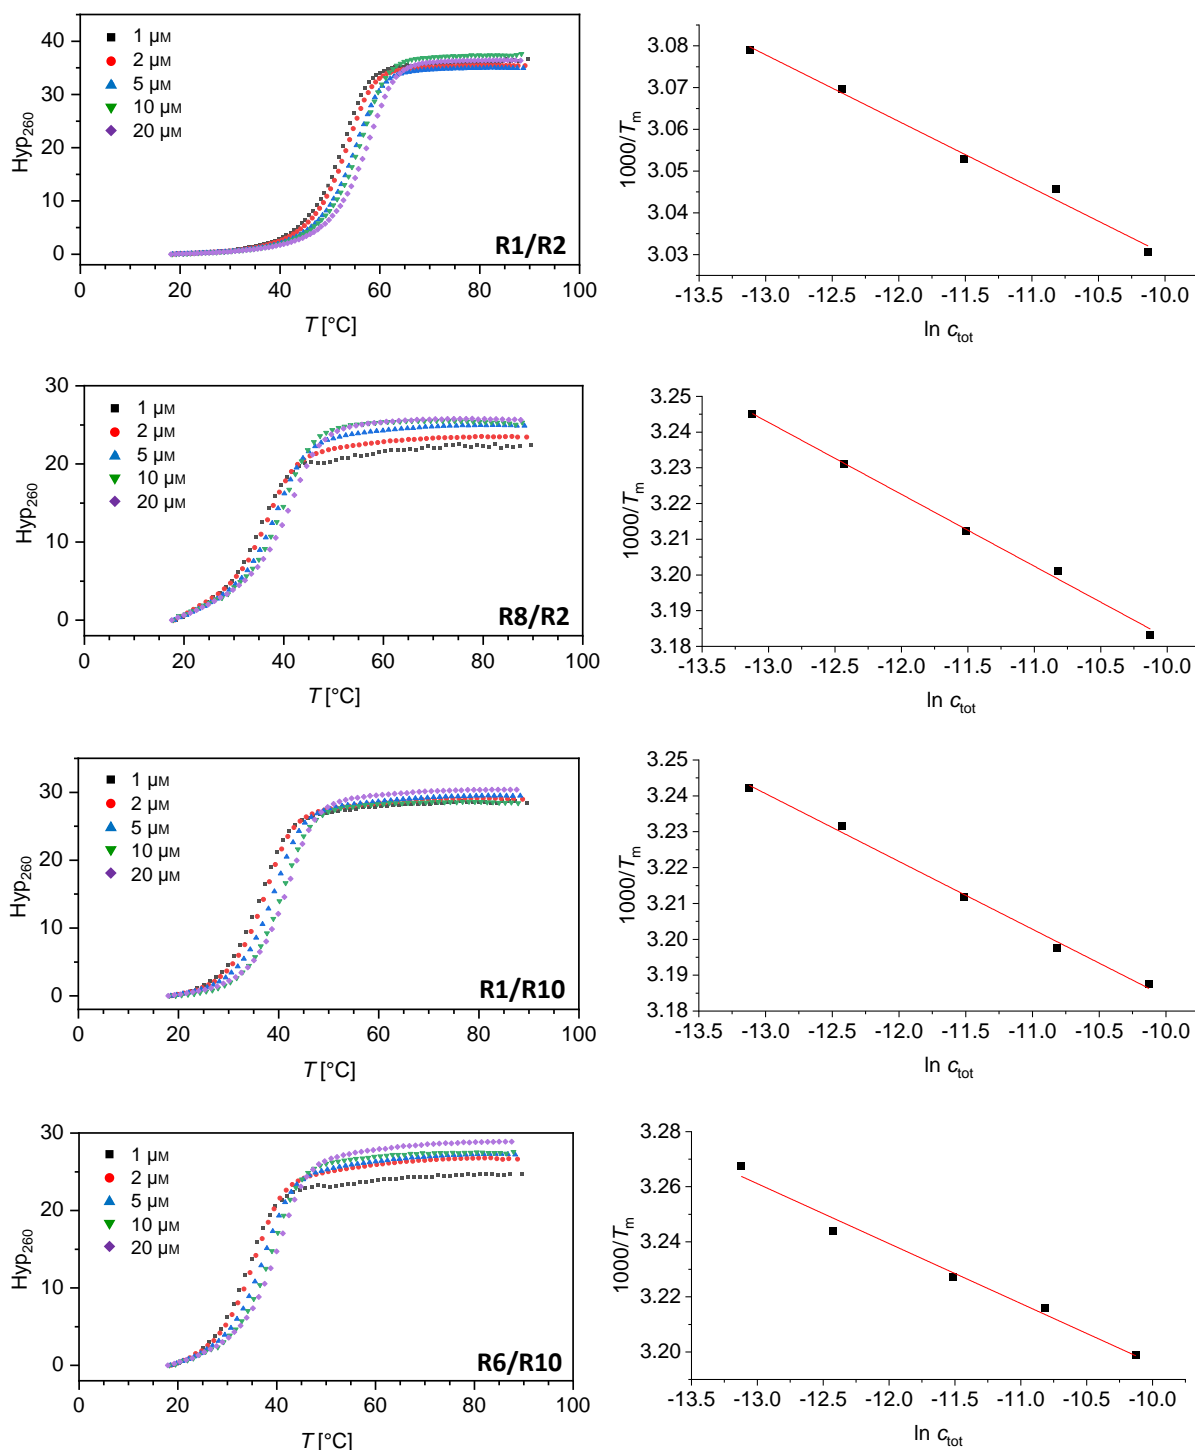 1 µM
2 µM
5 µM
10 µM
20 µM
Hyp260
40
30
20
10
0
R1/R2
0 20 40 60 80 100
T [°C]
1000/Tm
3.08
3.07
3.06
3.05
3.04
3.03
-13.5 -13.0 -12.5 -12.0 -11.5 -11.0 -10.5 -10.0
ln ctot
1 µM
2 µM
5 µM
10 µM
20 µM
Hyp260
30
20
10
0
R8/R2
0 20 40 60 80 100
T [°C]
1000/Tm
3.25
3.24
3.23
3.22
3.21
3.20
3.19
3.18
-13.5 -13.0 -12.5 -12.0 -11.5 -11.0 -10.5 -10.0
ln ctot
1 µM
2 µM
5 µM
10 µM
20 µM
Hyp260
30
20
10
0
R1/R10
0 20 40 60 80 100
T [°C]
1000/Tm
3.25
3.24
3.23
3.22
3.21
3.20
3.19
3.18
-13.5 -13.0 -12.5 -12.0 -11.5 -11.0 -10.5 -10.0
ln ctot
1 µM
2 µM
5 µM
10 µM
20 µM
Hyp260
30
20
10
0
R6/R10
0 20 40 60 80 100
T [°C]
1000/Tm
3.28
3.26
3.24
3.22
3.20
-13.5 -13.0 -12.5 -12.0 -11.5 -11.0 -10.5 -10.0
ln ctot